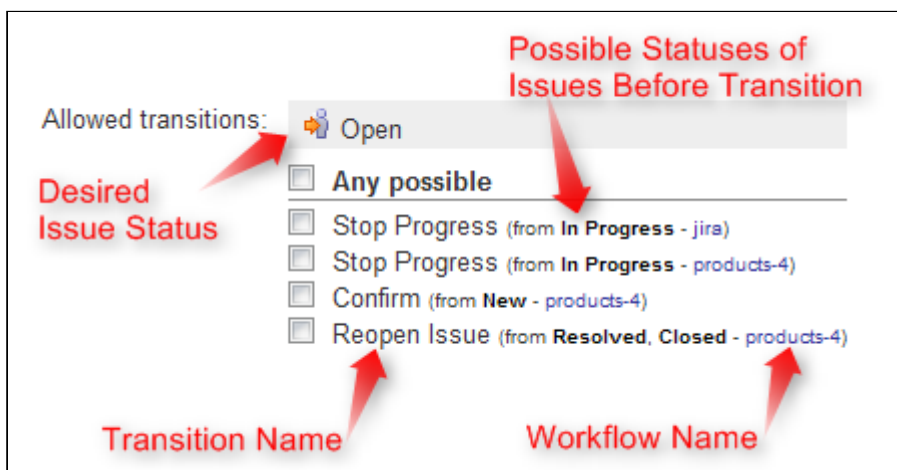 Possible Statuses of
Issues Before Transition
Allowed transitions:
Open
Desired
Issue Status
Any possible
Stop Progress (from In Progress - jira)
Stop Progress (from In Progress - products-4)
Confirm (from New - products-4)
Reopen Issue (from Resolved, Closed - products-4)
Transition Name
Workflow Name